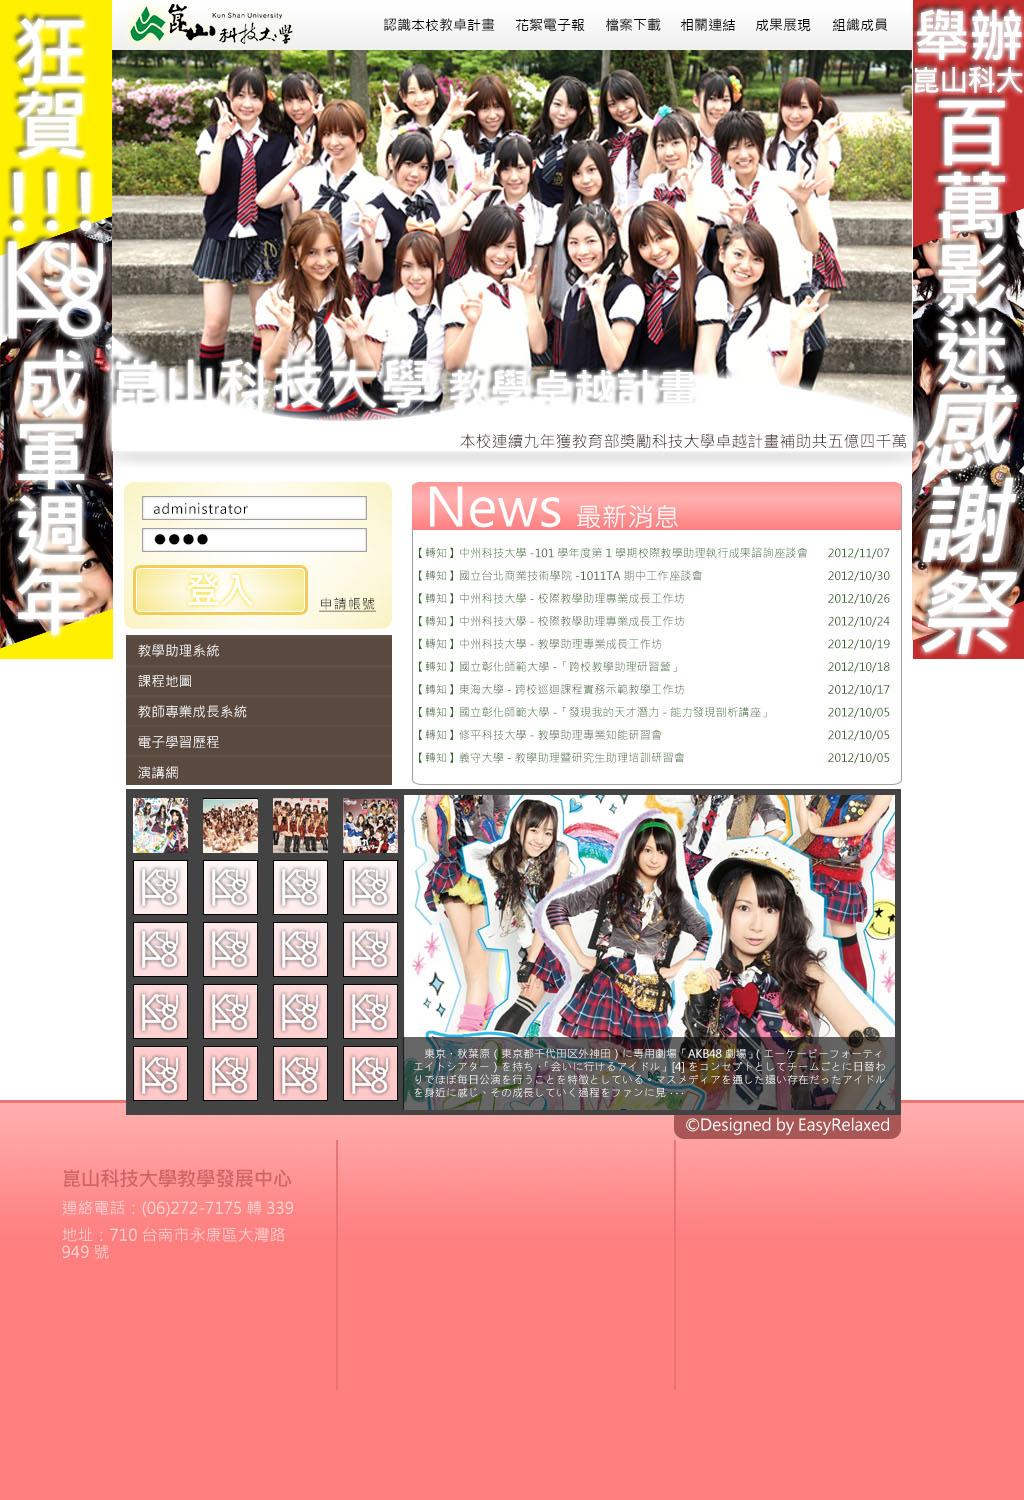 Kun Shan University
崑山科技大学
認識本校教卓計畫 花絮電子報 檔案下載 相關連結 成果展現 組織成員
狂賀!!!
KSU48
成軍週年
舉辦
崑山科大
百萬影迷感謝祭
崑山科技大學 教學卓越計畫
本校連續九年獲教育部獎勵科技大學卓越計畫補助共五億四千萬
administrator
登入
申請帳號
教學助理系統
課程地圖
教師專業成長系統
電子學習歷程
演講網
News 最新消息
【轉知】中州科技大學 -101 學年度第 1 學期校際教學助理執行成果諮詢座談會 2012/11/07
【轉知】國立台北商業技術學院 -1011TA 期中工作座談會 2012/10/30
【轉知】中州科技大學 - 校際教學助理專業成長工作坊 2012/10/26
【轉知】中州科技大學 - 校際教學助理專業成長工作坊 2012/10/24
【轉知】中州科技大學 - 教學助理專業成長工作坊 2012/10/19
【轉知】國立彰化師範大學 -「跨校教學助理研習營」 2012/10/18
【轉知】東海大學 - 跨校巡迴課程實務示範教學工作坊 2012/10/17
【轉知】國立彰化師範大學 -「發現我的天才潛力 - 能力發現剖析講座」 2012/10/05
【轉知】修平科技大學 - 教學助理專業知能研習會 2012/10/05
【轉知】義守大學 - 教學助理暨研究生助理培訓研習會 2012/10/05
東京・秋葉原（東京都千代田区外神田）に専用劇場「AKB48 劇場」（エーケービーフォーティ
エイトシアター）を持ち、「会いに行けるアイドル」[4] をコンセプトとしてチームごとに日替わ
りでほぼ毎日公演を行うことを特徴としている。マスメディアを通した遠い存在だったアイドル
を身近に感じ、その成長していく過程をファンに見・・・
©Designed by EasyRelaxed
崑山科技大學教學發展中心
連絡電話：(06)272-7175 轉 339
地址：710 台南市永康區大灣路
949 號